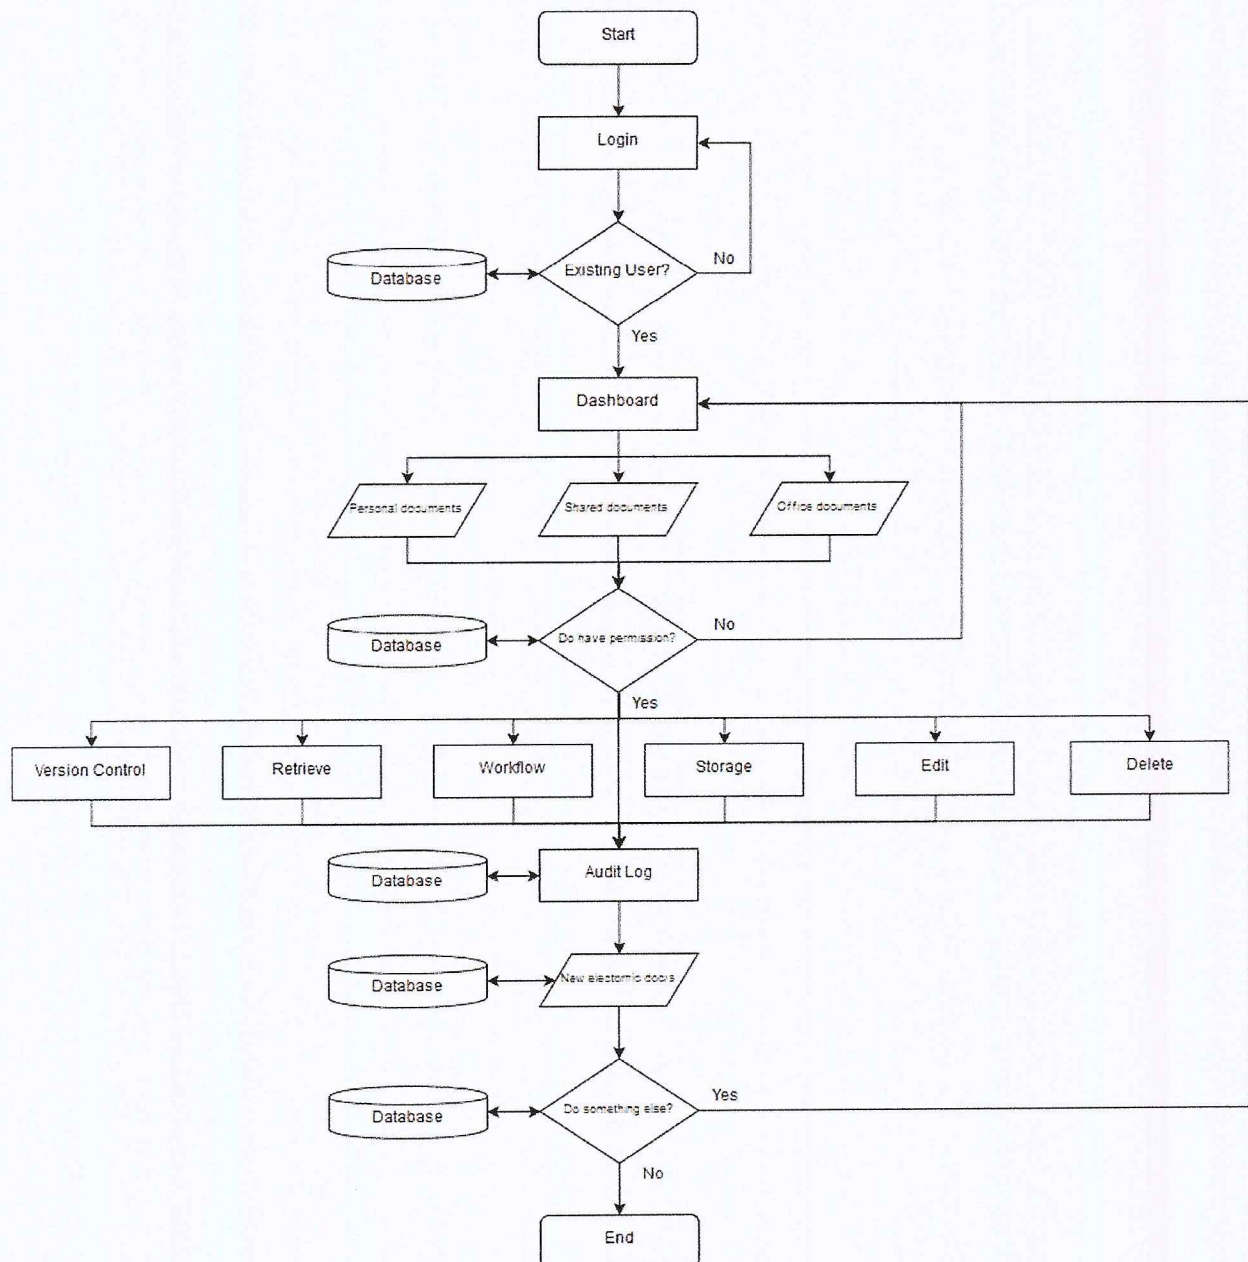 Start
Login
No
Existing User?
Database
Yes
Dashboard
Personal documents
Shared documents
Office documents
No
Do have permission?
Database
Yes
Version Control
Retrieve
Workflow
Storage
Edit
Delete
Audit Log
Database
New electornic docs
Database
Yes
Do something else?
Database
No
End